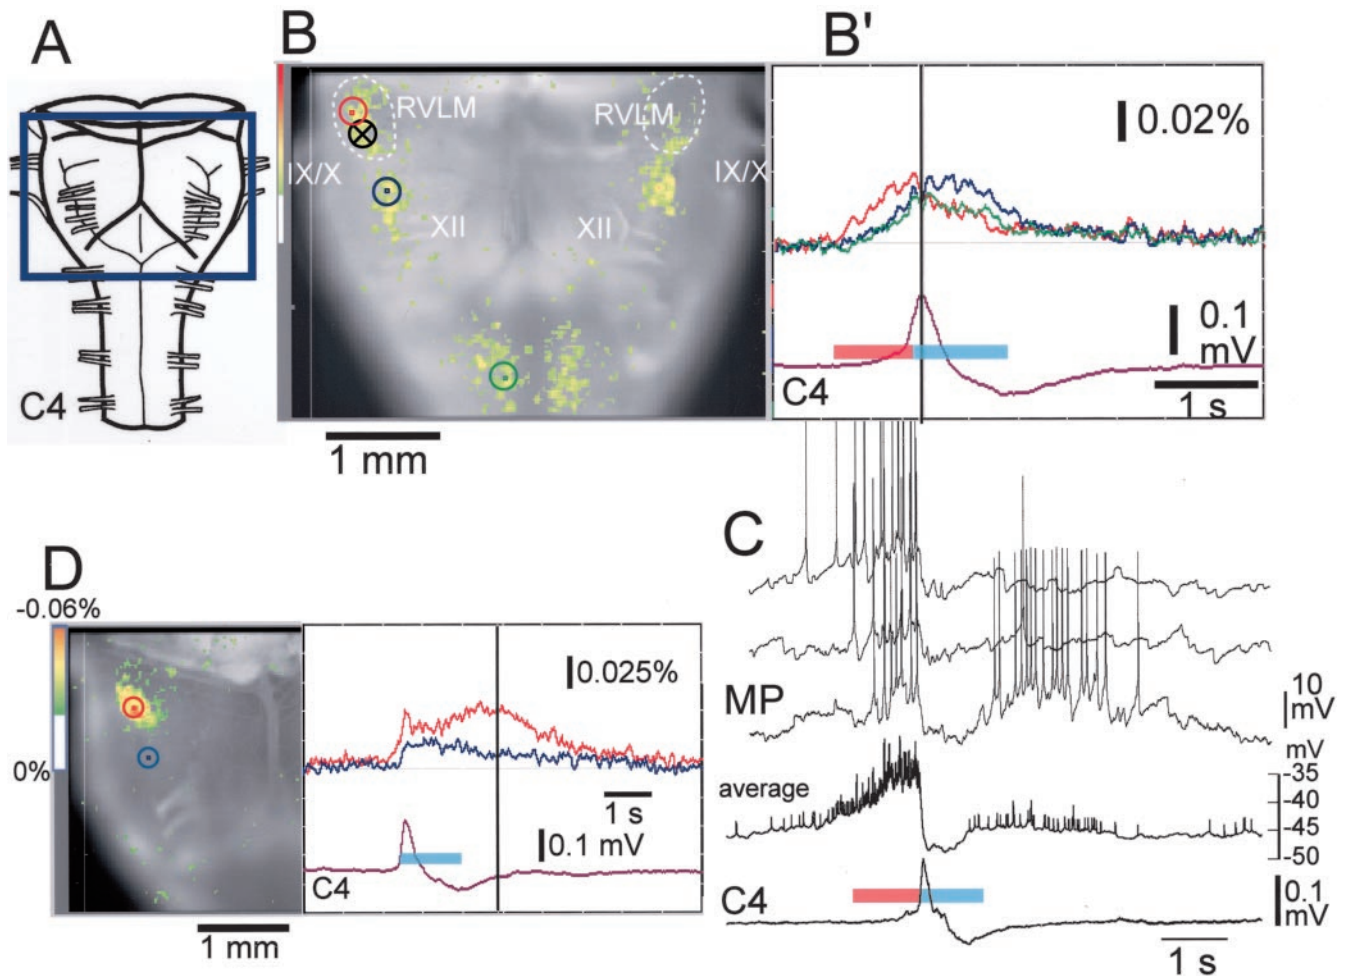 A
C4
B
RVLM
RVLM
IX/X
IX/X
XII
XII
1 mm
B'
0.02%
0.1
mV
C4
1 s
D
-0.06%
0%
1 mm
0.025%
1 s
0.1 mV
C4
C
MP
10
mV
mV
average
-35
-40
-45
-50
C4
0.1
mV
1 s